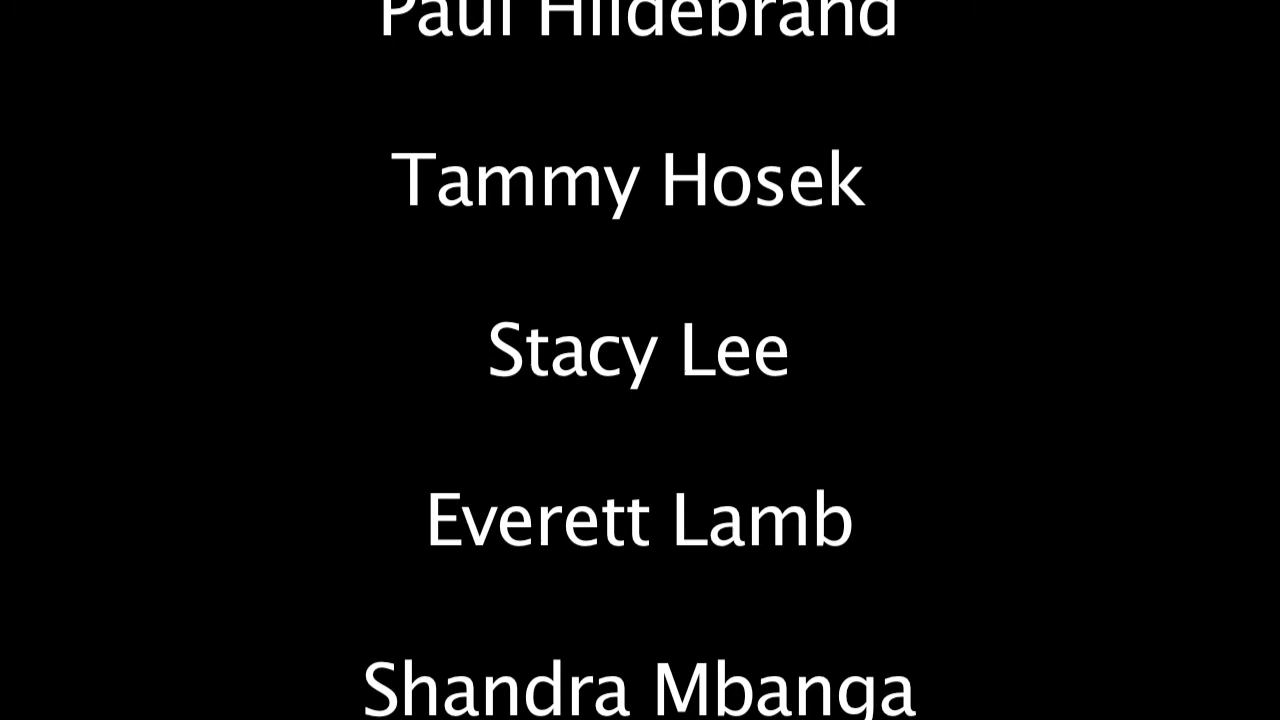 Paul Hildebrand
Tammy Hosek
Stacy Lee
Everett Lamb
Shandra Mbanga